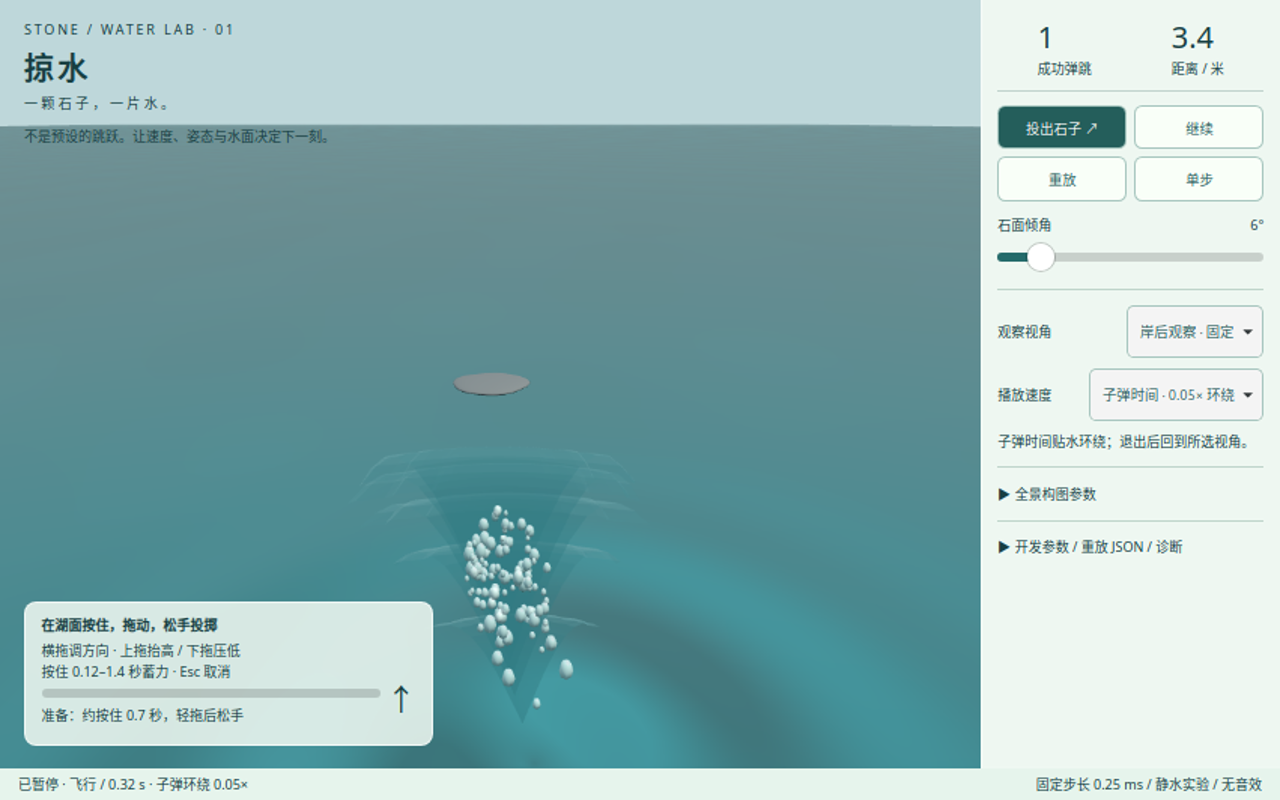 STONE / WATER LAB · 01
掠水
一颗石子，一片水。
不是预设的跳跃。让速度、姿态与水面决定下一刻。
1
成功弹跳
3.4
距离 / 米
投出石子 ↗
继续
重放
单步
石面倾角
6°
观察视角
岸后观察 · 固定
播放速度
子弹时间 · 0.05× 环绕
子弹时间贴水环绕；退出后回到所选视角。
▶ 全景构图参数
▶ 开发参数 / 重放 JSON / 诊断
在湖面按住，拖动，松手投掷
横拖调方向 · 上拖抬高 / 下拖压低
按住 0.12–1.4 秒蓄力 · Esc 取消
↑
准备：约按住 0.7 秒，轻拖后松手
已暂停 · 飞行 / 0.32 s · 子弹环绕 0.05×
固定步长 0.25 ms / 静水实验 / 无音效